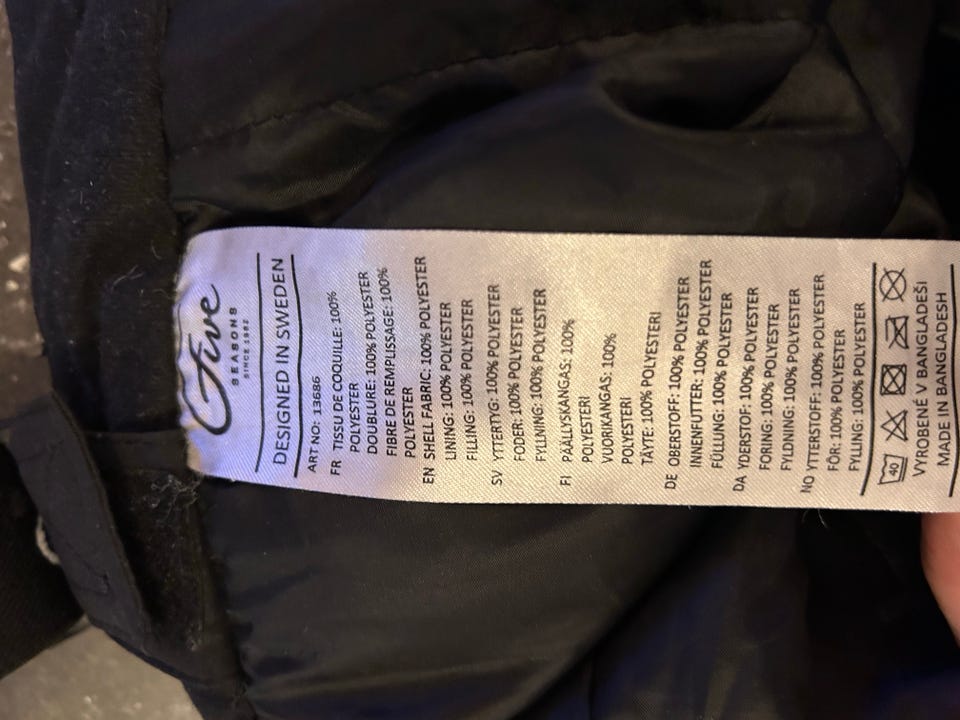 Five
SEASONS
SINCE 1982
DESIGNED IN SWEDEN
ART NO: 13686
FR TISSU DE COQUILLE: 100%
POLYESTER
DOUBLURE: 100% POLYESTER
FIBRE DE REMPLISSAGE: 100%
POLYESTER
EN SHELL FABRIC: 100% POLYESTER
LINING: 100% POLYESTER
FILLING: 100% POLYESTER
SV YTTERTYG: 100% POLYESTER
FODER: 100% POLYESTER
FYLLNING: 100% POLYESTER
FI PÄÄLLYSKANGAS: 100%
POLYESTERI
VUORIKANGAS: 100%
POLYESTERI
TÄYTE: 100% POLYESTERI
DE OBERSTOFF: 100% POLYESTER
INNENFUTTER: 100% POLYESTER
FÜLLUNG: 100% POLYESTER
DA YDERSTOF: 100% POLYESTER
FORING: 100% POLYESTER
FYLDNING: 100% POLYESTER
NO YTTERSTOFF: 100% POLYESTER
FÔR: 100% POLYESTER
FYLLING: 100% POLYESTER
40
VYROBENÉ V BANGLADÉŠI
MADE IN BANGLADESH